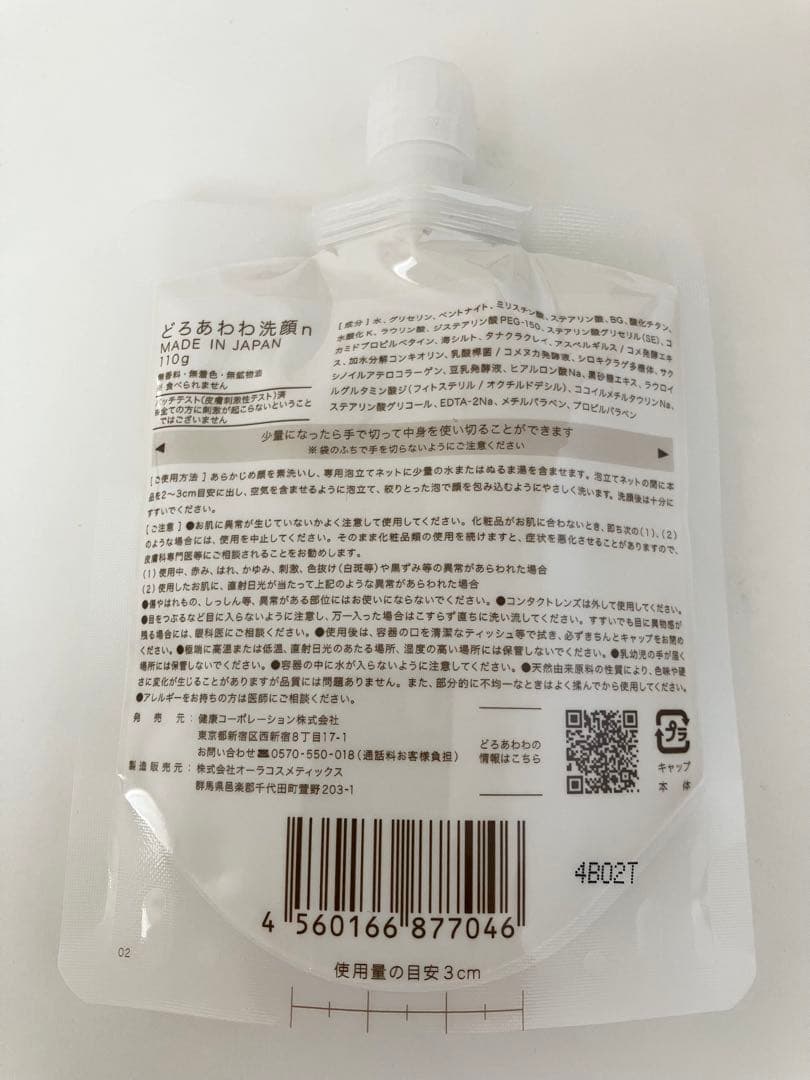 どろあわわ洗顔n
MADE IN JAPAN
110g
無香料・無着色・無鉱物油
食べられません
パッチテスト(皮膚刺激性テスト)済
全ての方に刺激が起こらないということ
ではございません
[成分] 水、グリセリン、ベントナイト、ミリスチン酸、ステアリン酸、BG、酸化チタン、
水酸化K、ラウリン酸、ジステアリン酸PEG-150、ステアリン酸グリセリル(SE)、コ
カミドプロピルベタイン、海シルト、タナクラクレイ、アスペルギルス/コメ発酵エキ
ス、加水分解コンキオリン、乳酸桿菌/コメヌカ発酵液、シロキクラゲ多糖体、サク
シノイルアテロコラーゲン、豆乳発酵液、ヒアルロン酸Na、黒砂糖エキス、ラウロイ
ルグルタミン酸ジ(フィトステリル/オクチルドデシル)、ココイルメチルタウリンNa、
ステアリン酸グリコール、EDTA-2Na、メチルパラベン、プロピルパラベン
少量になったら手で切って中身を使い切ることができます
※袋のふちで手を切らないようにご注意ください
[ご使用方法] あらかじめ顔を素洗いし、専用泡立てネットに少量の水またはぬるま湯を含ませます。泡立てネットの間に本
品を2〜3cm目安に出し、空気を含ませるように泡立て、絞りとった泡で顔を包み込むようにやさしく洗います。洗顔後は十分に
すすいでください。
[ご注意] ●お肌に異常が生じていないかよく注意して使用してください。化粧品がお肌に合わないとき、即ち次の(1)、(2)
のような場合には、使用を中止してください。そのまま化粧品類の使用を続けますと、症状を悪化させることがありますので、
皮膚科専門医等にご相談されることをお勧めします。
(1)使用中、赤み、はれ、かゆみ、刺激、色抜け(白斑等)や黒ずみ等の異常があらわれた場合
(2)使用したお肌に、直射日光が当たって上記のような異常があらわれた場合
●傷やはれもの、しっしん等、異常がある部位にはお使いにならないでください。●コンタクトレンズは外して使用してください。
●目をつぶるなど目に入らないように注意し、万一入った場合はこすらず直ちに洗い流してください。すすいでも目に異物感が
残る場合には、眼科医にご相談ください。●使用後は、容器の口を清潔なティッシュ等で拭き、必ずきちんとキャップをお閉め
ください。●極端に高温または低温、直射日光のあたる場所、湿度の高い場所には保管しないでください。●乳幼児の手が届く
場所には保管しないでください。●容器の中に水が入らないように注意してください。●天然由来原料の性質により、色味や硬
さに変化が生じることがありますが品質には問題ありません。また、部分的に不均一なときはよく揉んでから使用してください。
●アレルギーをお持ちの方は医師にご相談ください。
発売元:健康コーポレーション株式会社
東京都新宿区西新宿8丁目17-1
お問い合わせ☎0570-550-018(通話料お客様負担)
製造販売元:株式会社オーラコスメティックス
群馬県邑楽郡千代田町萱野203-1
どろあわわの
情報はこちら
プラ
キャップ
本体
4B02T
4 560166 877046
02
使用量の目安3cm